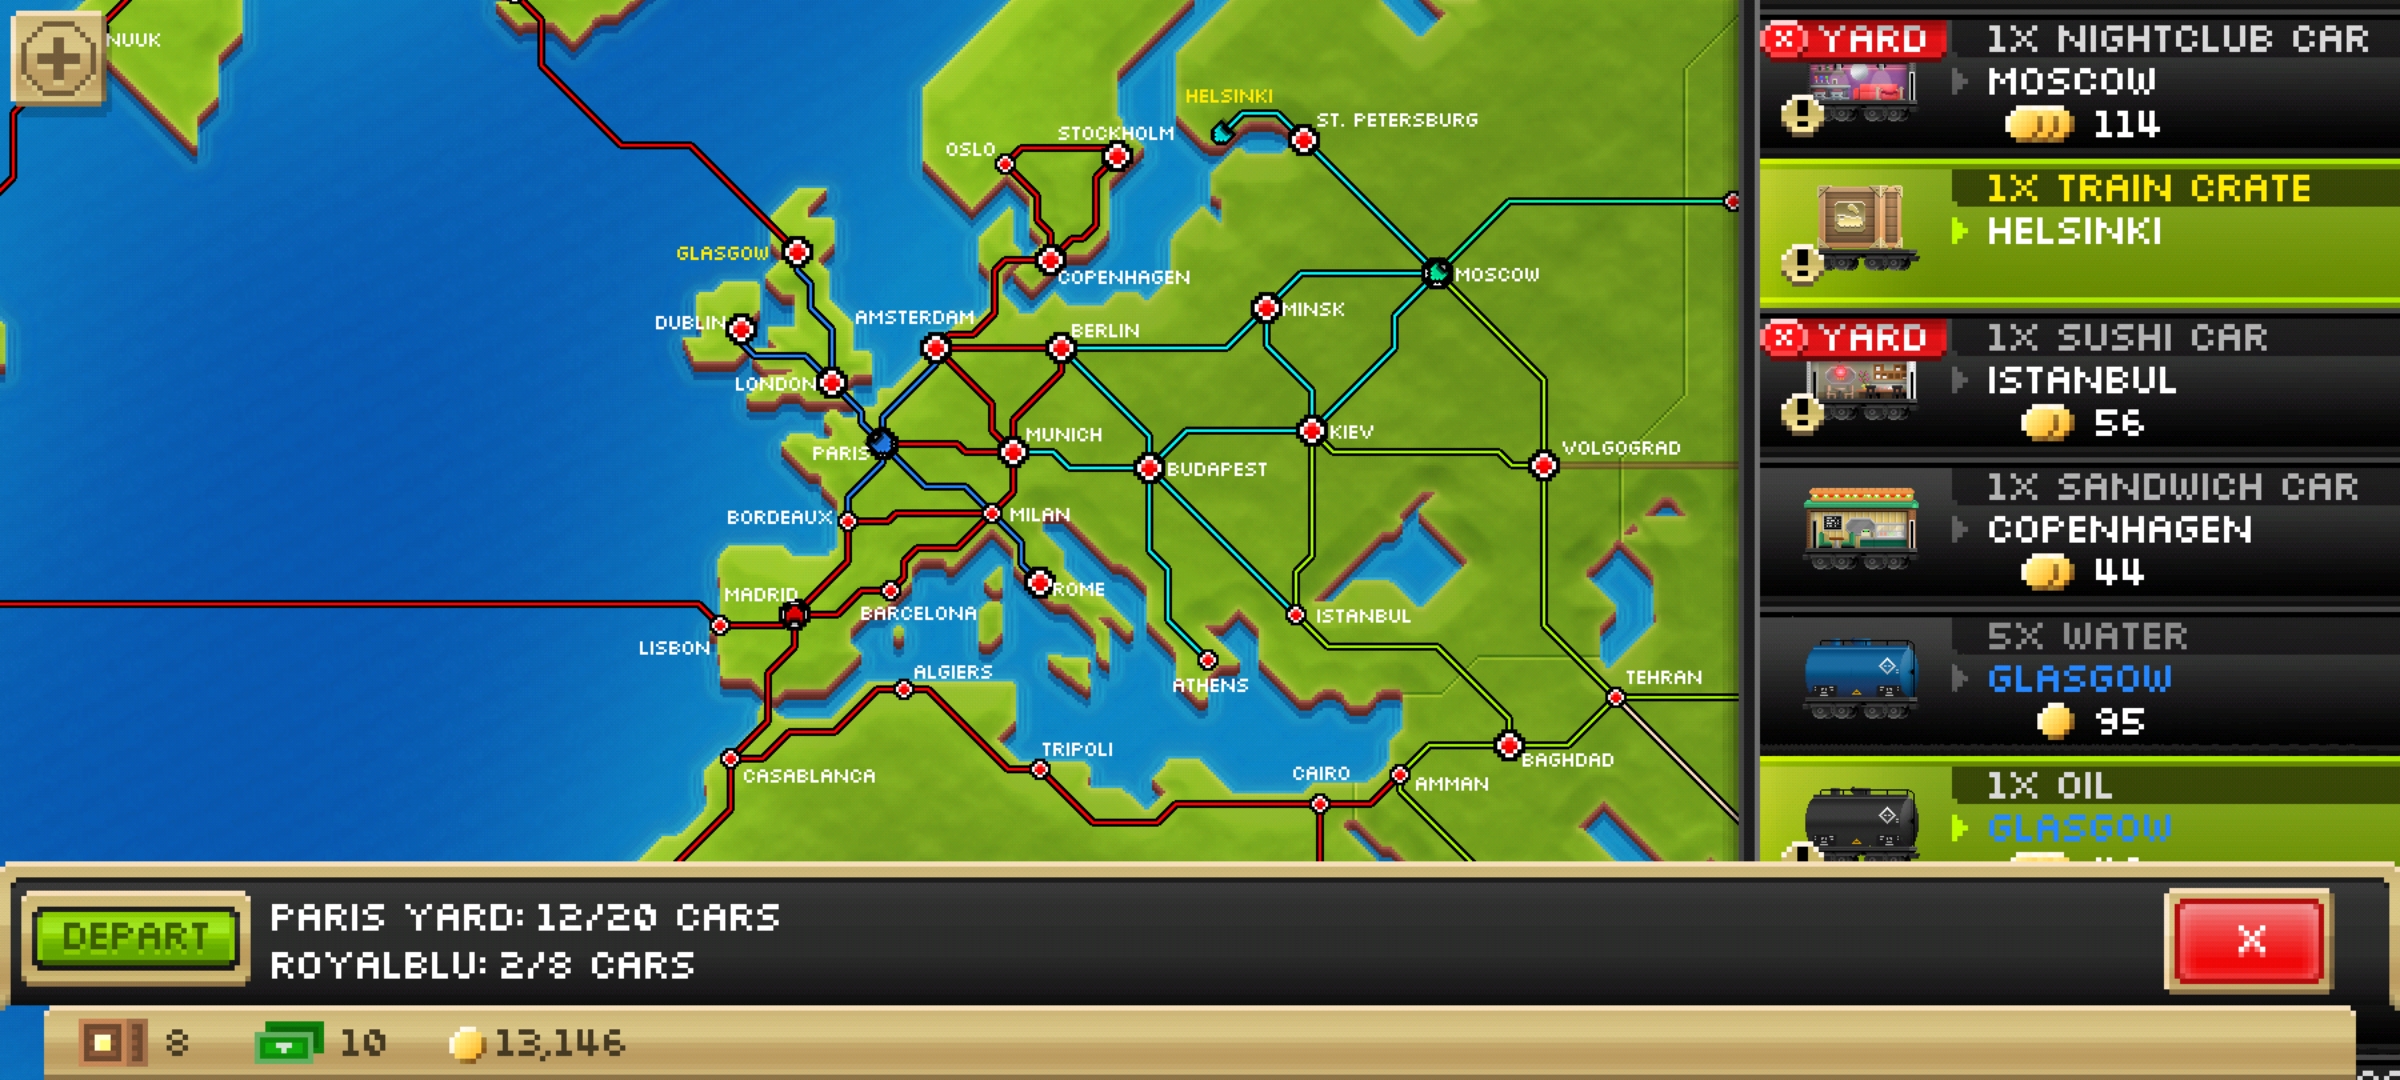 NUUK
HELSINKI
ST. PETERSBURG
STOCKHOLM
OSLO
GLASGOW
COPENHAGEN
MOSCOW
MINSK
DUBLIN
AMSTERDAM
BERLIN
LONDON
MUNICH
KIEV
VOLGOGRAD
PARIS
BUDAPEST
BORDEAUX
MILAN
MADRID
ROME
BARCELONA
ISTANBUL
LISBON
ALGIERS
ATHENS
TEHRAN
TRIPOLI
BAGHDAD
CASABLANCA
CAIRO
AMMAN
YARD
1X NIGHTCLUB CAR
MOSCOW
114
1X TRAIN CRATE
HELSINKI
YARD
1X SUSHI CAR
ISTANBUL
56
1X SANDWICH CAR
COPENHAGEN
44
5X WATER
GLASGOW
95
1X OIL
GLASGOW
DEPART
PARIS YARD: 12/20 CARS
ROYALBLU: 2/8 CARS
X
8
10
13,146